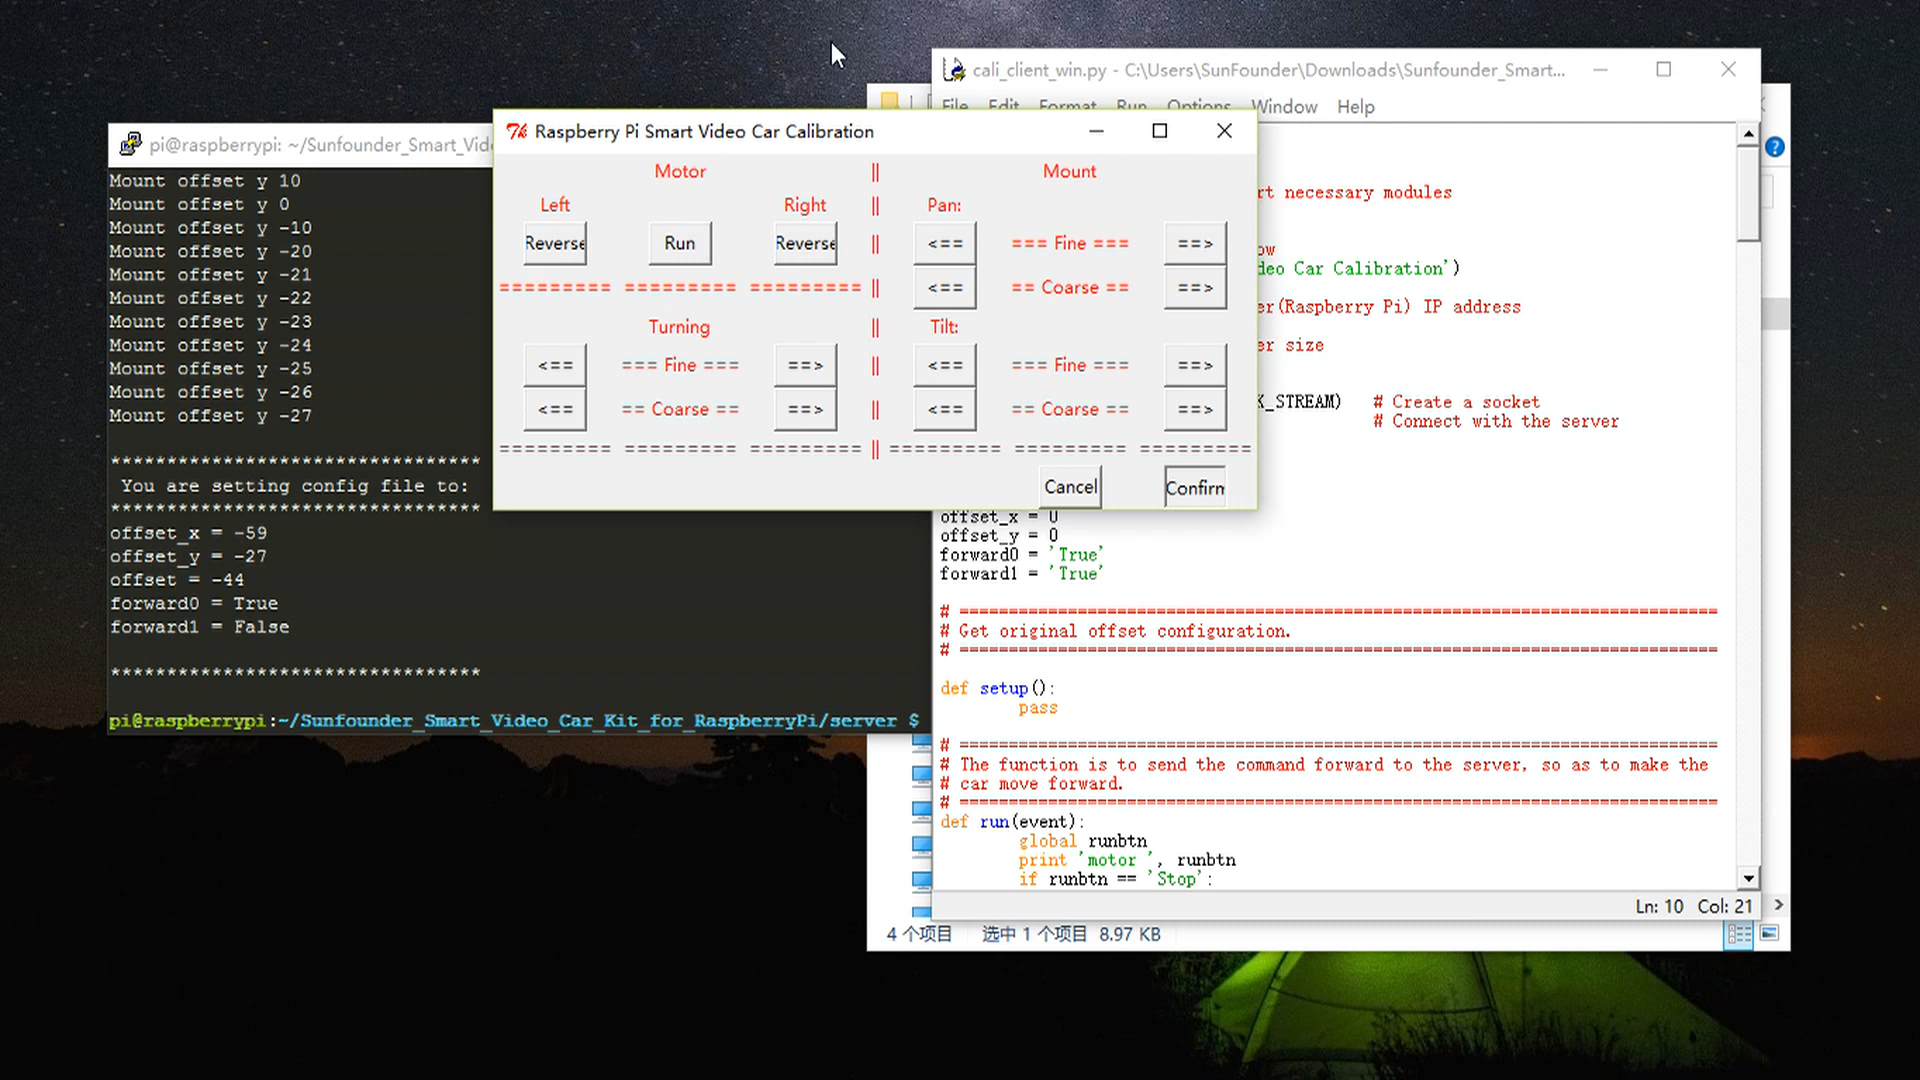 pi@raspberrypi: ~/Sunfounder_Smart_Vid
Mount offset y 10
Mount offset y 0
Mount offset y -10
Mount offset y -20
Mount offset y -21
Mount offset y -22
Mount offset y -23
Mount offset y -24
Mount offset y -25
Mount offset y -26
Mount offset y -27
*********************************
You are setting config file to:
*********************************
offset_x = -59
offset_y = -27
offset = -44
forward0 = True
forward1 = False
*********************************
pi@raspberrypi:~/Sunfounder_Smart_Video_Car_Kit_for_RaspberryPi/server $
Raspberry Pi Smart Video Car Calibration
Motor || Mount
Left Right || Pan:
Reverse Run Reverse || <== === Fine === ==>
========= ========= ========= || <== == Coarse == ==>
Turning || Tilt:
<== === Fine === ==> || <== === Fine === ==>
<== == Coarse == ==> || <== == Coarse == ==>
========= ========= ========= || ========= ========= =========
Cancel Confirm
cali_client_win.py - C:\Users\SunFounder\Downloads\Sunfounder_Smart...
File Edit Format Run Options Window Help
rt necessary modules
ow
deo Car Calibration')
er(Raspberry Pi) IP address
er size
K_STREAM) # Create a socket
# Connect with the server
offset_x = 0
offset_y = 0
forward0 = 'True'
forward1 = 'True'
# =============================================================================
# Get original offset configuration.
# =============================================================================
def setup():
pass
# =============================================================================
# The function is to send the command forward to the server, so as to make the
# car move forward.
# =============================================================================
def run(event):
global runbtn
print 'motor ', runbtn
if runbtn == 'Stop':
Ln: 10 Col: 21
4 个项目 选中 1 个项目 8.97 KB